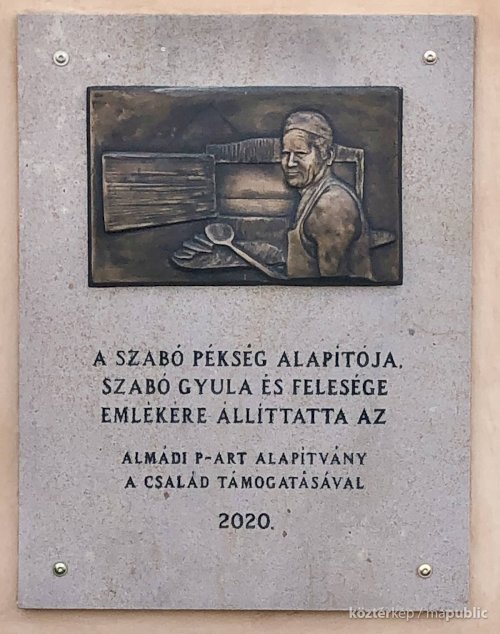 A SZABÓ PÉKSÉG ALAPÍTÓJA,
SZABÓ GYULA ÉS FELESÉGE
EMLÉKÉRE ÁLLÍTTATTA AZ
ALMÁDI P-ART ALAPÍTVÁNY
A CSALÁD TÁMOGATÁSÁVAL
2020.
köztérkép / mapublic